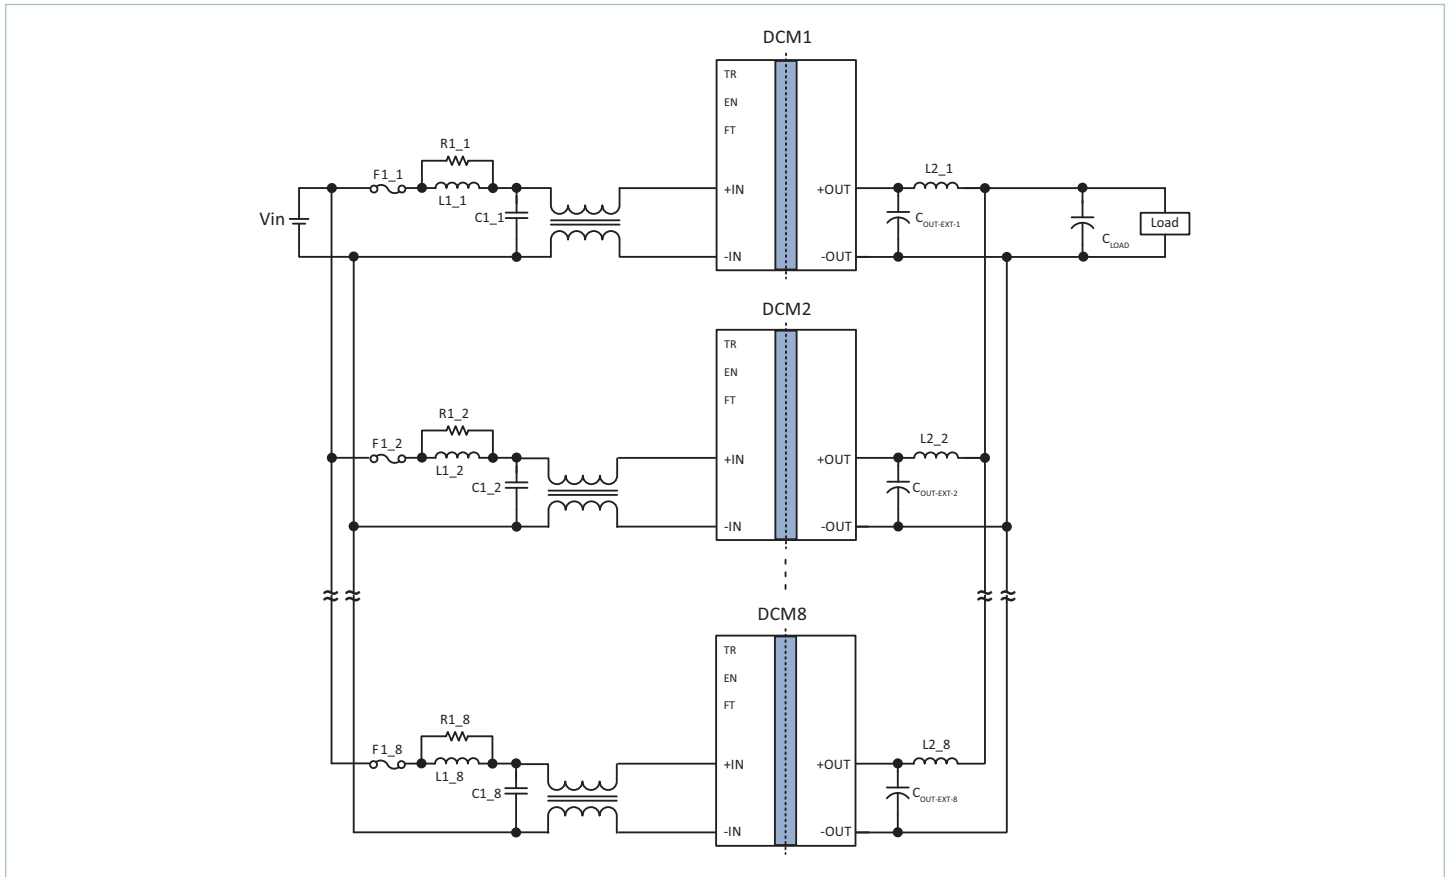 DCM1
TR
EN
FT
R1_1
F1_1
L1_1
C1_1
Vin
+IN
-IN
+OUT
-OUT
L2_1
COUT-EXT-1
CLOAD
Load
DCM2
TR
EN
FT
R1_2
F1_2
L1_2
C1_2
+IN
-IN
+OUT
-OUT
L2_2
COUT-EXT-2
DCM8
TR
EN
FT
R1_8
F1_8
L1_8
C1_8
+IN
-IN
+OUT
-OUT
L2_8
COUT-EXT-8